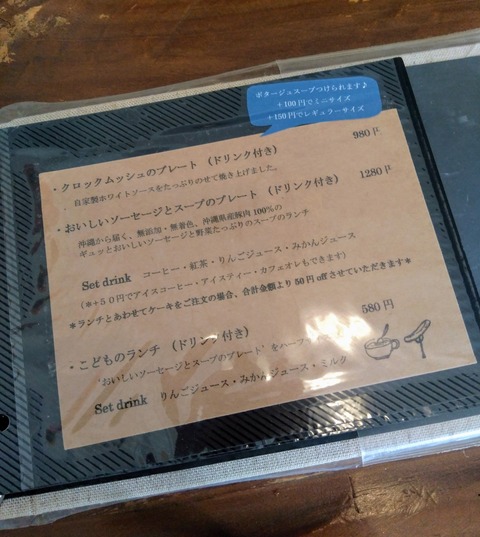 ポタージュスープつけられます♪
+100円でミニサイズ
+150円でレギュラーサイズ
・クロックムッシュのプレート (ドリンク付き) 980円
自家製ホワイトソースをたっぷりのせて焼き上げました。
・おいしいソーセージとスープのプレート (ドリンク付き) 1280円
沖縄から届く、無添加・無着色、沖縄県産豚肉100%の
ギュッとおいしいソーセージと野菜たっぷりのスープのランチ
Set drink コーヒー・紅茶・りんごジュース・みかんジュース
(*+50円でアイスコーヒー・アイスティー・カフェオレもできます)
*ランチとあわせてケーキをご注文の場合、合計金額より50円offさせていただきます*
・こどものランチ (ドリンク付き) 580円
'おいしいソーセージとスープのプレート'をハーフ
Set drink りんごジュース・みかんジュース・ミルク